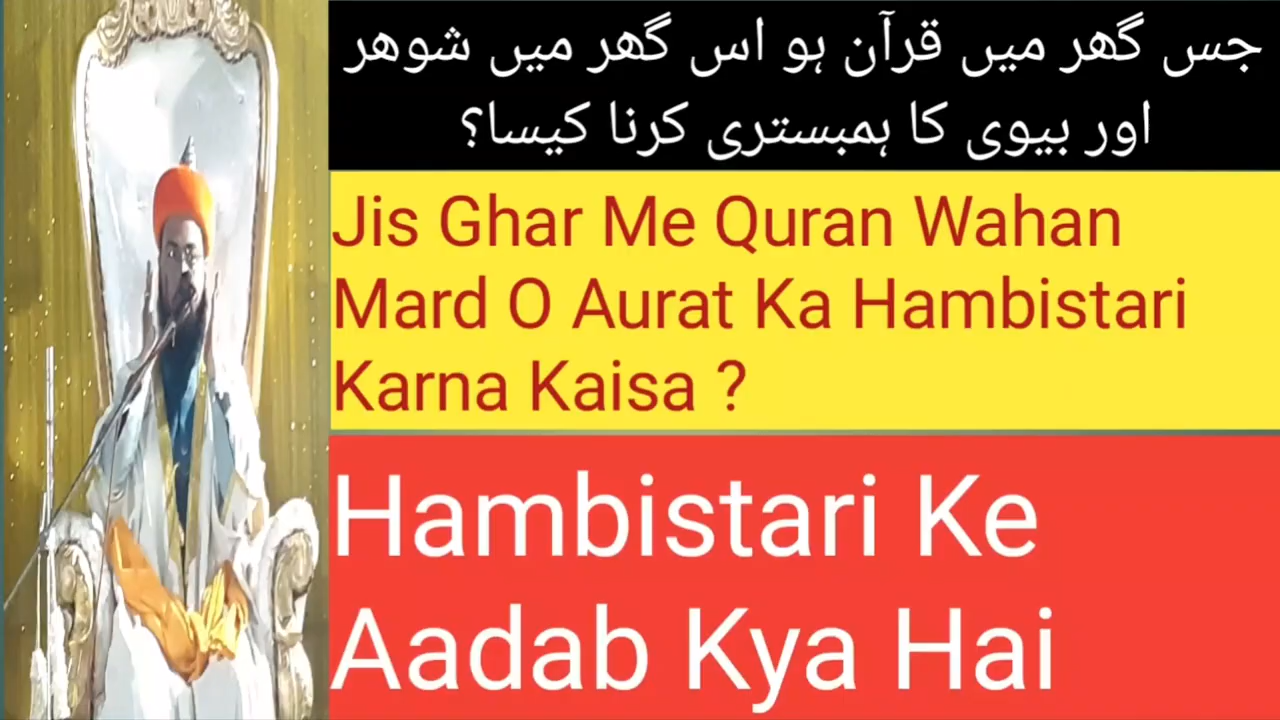 جس گھر میں قرآن ہو اس گھر میں شوھر
اور بیوی کا ہمبستری کرنا کیسا؟
Jis Ghar Me Quran Wahan
Mard O Aurat Ka Hambistari
Karna Kaisa ?
Hambistari Ke
Aadab Kya Hai